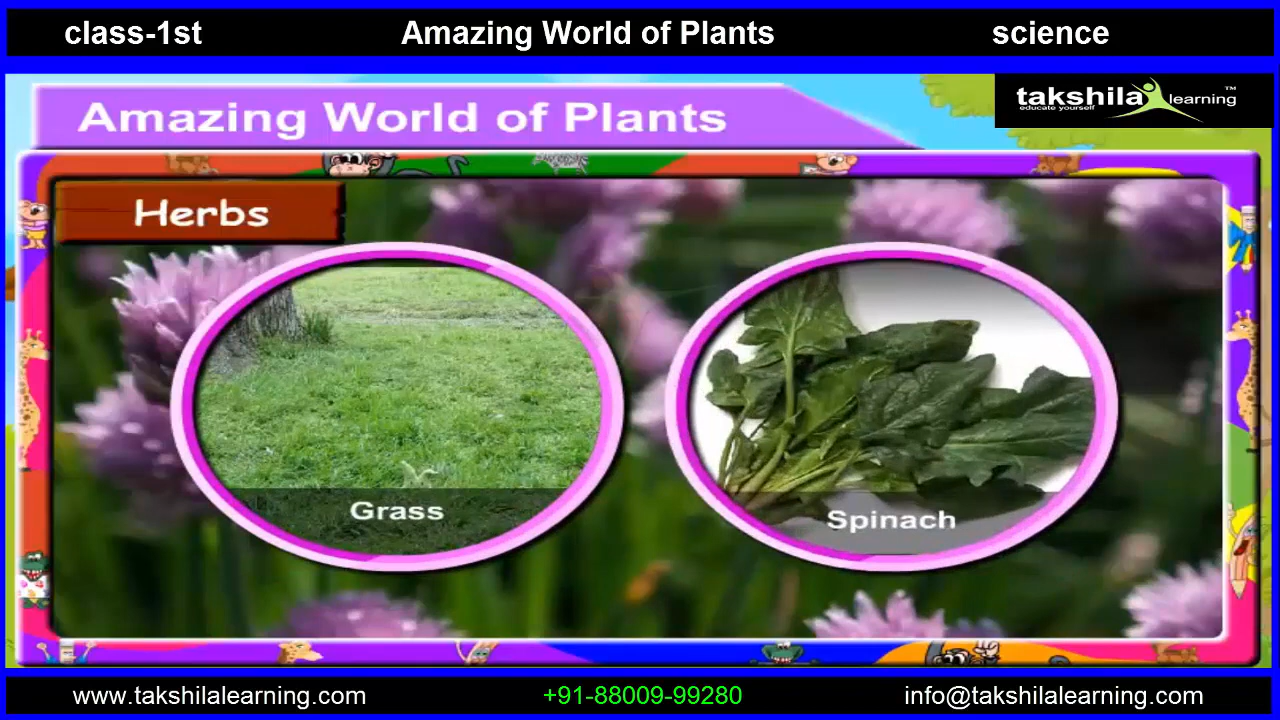 class-1st
Amazing World of Plants
science
Amazing World of Plants
takshila learning ™
educate yourself
Herbs
Grass
Spinach
www.takshilalearning.com
+91-88009-99280
info@takshilalearning.com